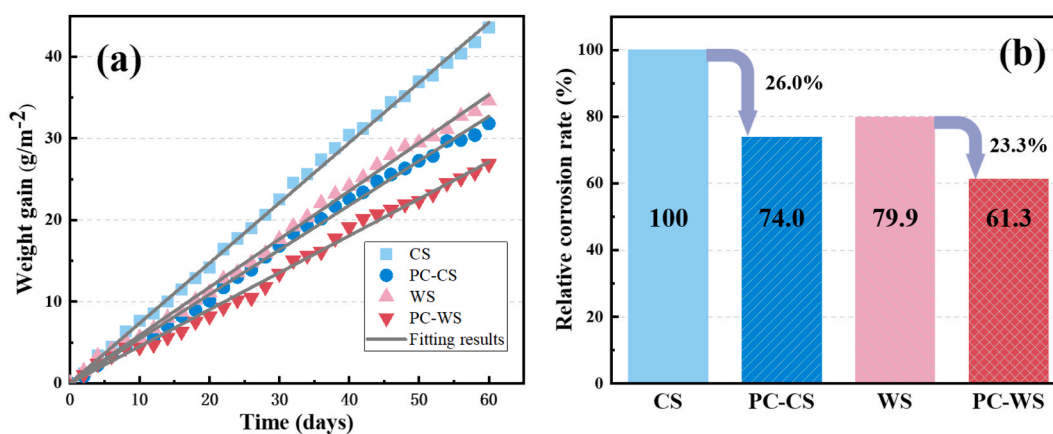 (a)
Weight gain (g/m⁻²)
40
30
20
10
0
0 10 20 30 40 50 60
Time (days)
CS
PC-CS
WS
PC-WS
Fitting results
(b)
Relative corrosion rate (%)
100
80
60
40
20
0
26.0%
23.3%
100
74.0
79.9
61.3
CS PC-CS WS PC-WS